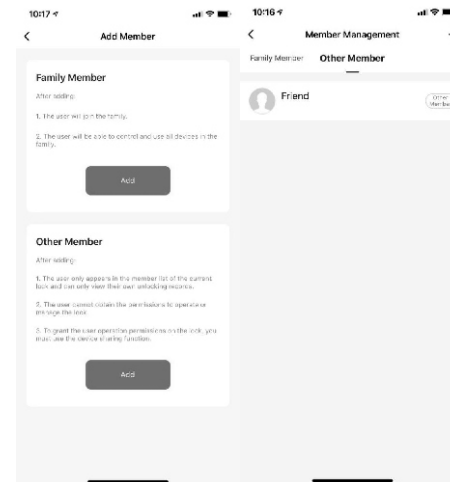 10:17
Add Member
Family Member
After adding:
1. The user will join the family.
2. The user will be able to control and use all devices in the
family.
Add
Other Member
After adding:
1. The user only appears in the member list of the current
lock and can only view their own unlocking records.
2. The user cannot obtain the permissions to operate or
manage the lock.
3. To grant the user operation permissions on the lock, you
must use the device sharing function.
Add
10:16
Member Management
Family Member Other Member
Friend
Other
Member